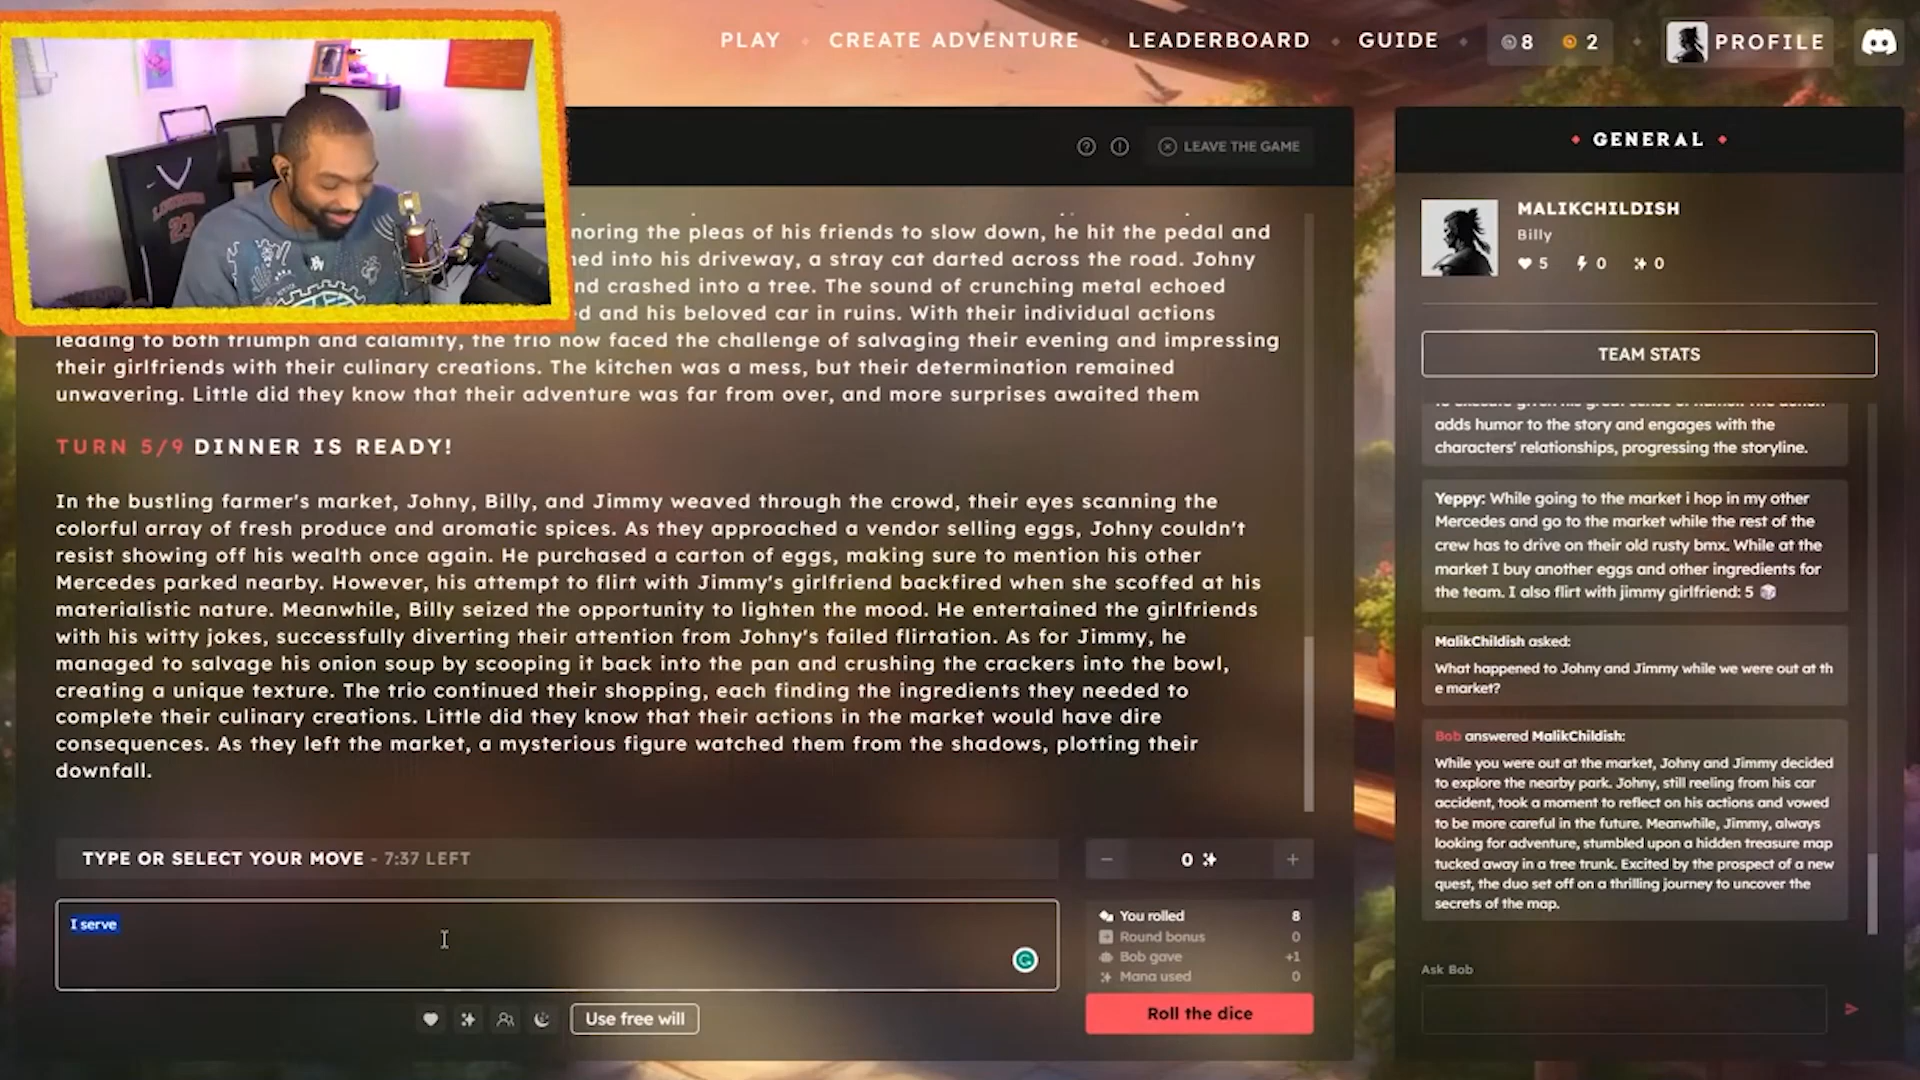 PLAY
CREATE ADVENTURE
LEADERBOARD
GUIDE
8
2
PROFILE
LEAVE THE GAME
noring the pleas of his friends to slow down, he hit the pedal and
into his driveway, a stray cat darted across the road. Johny
crashed into a tree. The sound of crunching metal echoed
and his beloved car in ruins. With their individual actions
leading to both triumph and calamity, the trio now faced the challenge of salvaging their evening and impressing
their girlfriends with their culinary creations. The kitchen was a mess, but their determination remained
unwavering. Little did they know that their adventure was far from over, and more surprises awaited them
TURN 5/9 DINNER IS READY!
In the bustling farmer's market, Johny, Billy, and Jimmy weaved through the crowd, their eyes scanning the
colorful array of fresh produce and aromatic spices. As they approached a vendor selling eggs, Johny couldn't
resist showing off his wealth once again. He purchased a carton of eggs, making sure to mention his other
Mercedes parked nearby. However, his attempt to flirt with Jimmy's girlfriend backfired when she scoffed at his
materialistic nature. Meanwhile, Billy seized the opportunity to lighten the mood. He entertained the girlfriends
with his witty jokes, successfully diverting their attention from Johny's failed flirtation. As for Jimmy, he
managed to salvage his onion soup by scooping it back into the pan and crushing the crackers into the bowl,
creating a unique texture. The trio continued their shopping, each finding the ingredients they needed to
complete their culinary creations. Little did they know that their actions in the market would have dire
consequences. As they left the market, a mysterious figure watched them from the shadows, plotting their
downfall.
TYPE OR SELECT YOUR MOVE - 7:37 LEFT
0
I serve
You rolled 8
Round bonus 0
Bob gave +1
Mana used 0
Use free will
Roll the dice
GENERAL
MALIKCHILDISH
Billy
5 0 0
TEAM STATS
adds humor to the story and engages with the
characters' relationships, progressing the storyline.
Yeppy: While going to the market i hop in my other
Mercedes and go to the market while the rest of the
crew has to drive on their old rusty bmx. While at the
market I buy another eggs and other ingredients for
the team. I also flirt with jimmy girlfriend: 5
MalikChildish asked:
What happened to Johny and Jimmy while we were out at th
e market?
Bob answered MalikChildish:
While you were out at the market, Johny and Jimmy decided
to explore the nearby park. Johny, still reeling from his car
accident, took a moment to reflect on his actions and vowed
to be more careful in the future. Meanwhile, Jimmy, always
looking for adventure, stumbled upon a hidden treasure map
tucked away in a tree trunk. Excited by the prospect of a new
quest, the duo set off on a thrilling journey to uncover the
secrets of the map.
Ask Bob